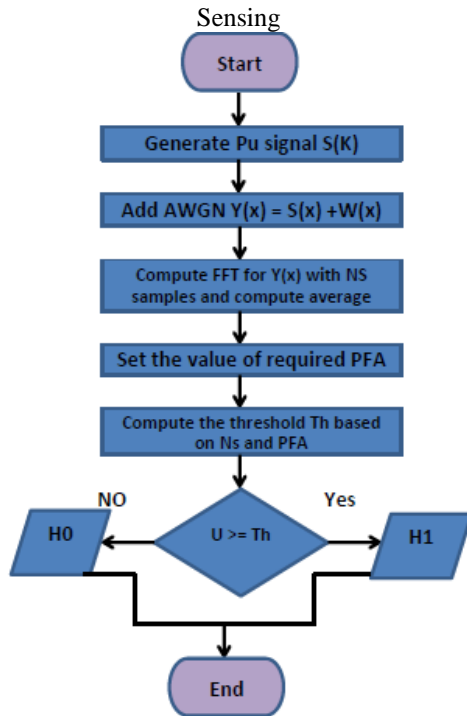 Sensing
Start
Generate Pu signal S(K)
Add AWGN Y(x) = S(x) +W(x)
Compute FFT for Y(x) with NS
samples and compute average
Set the value of required PFA
Compute the threshold Th based
on Ns and PFA
NO
Yes
H0
U >= Th
H1
End